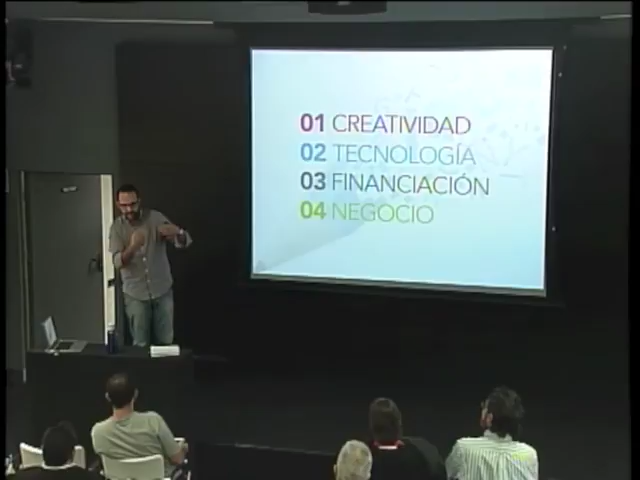 01 CREATIVIDAD
02 TECNOLOGÍA
03 FINANCIACIÓN
04 NEGOCIO